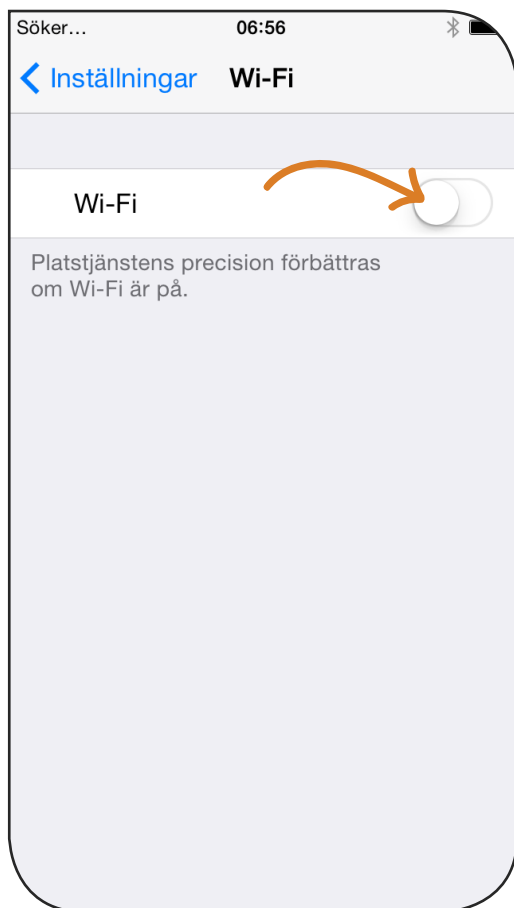 Söker... 06:56
Inställningar Wi-Fi
Wi-Fi
Platstjänstens precision förbättras
om Wi-Fi är på.